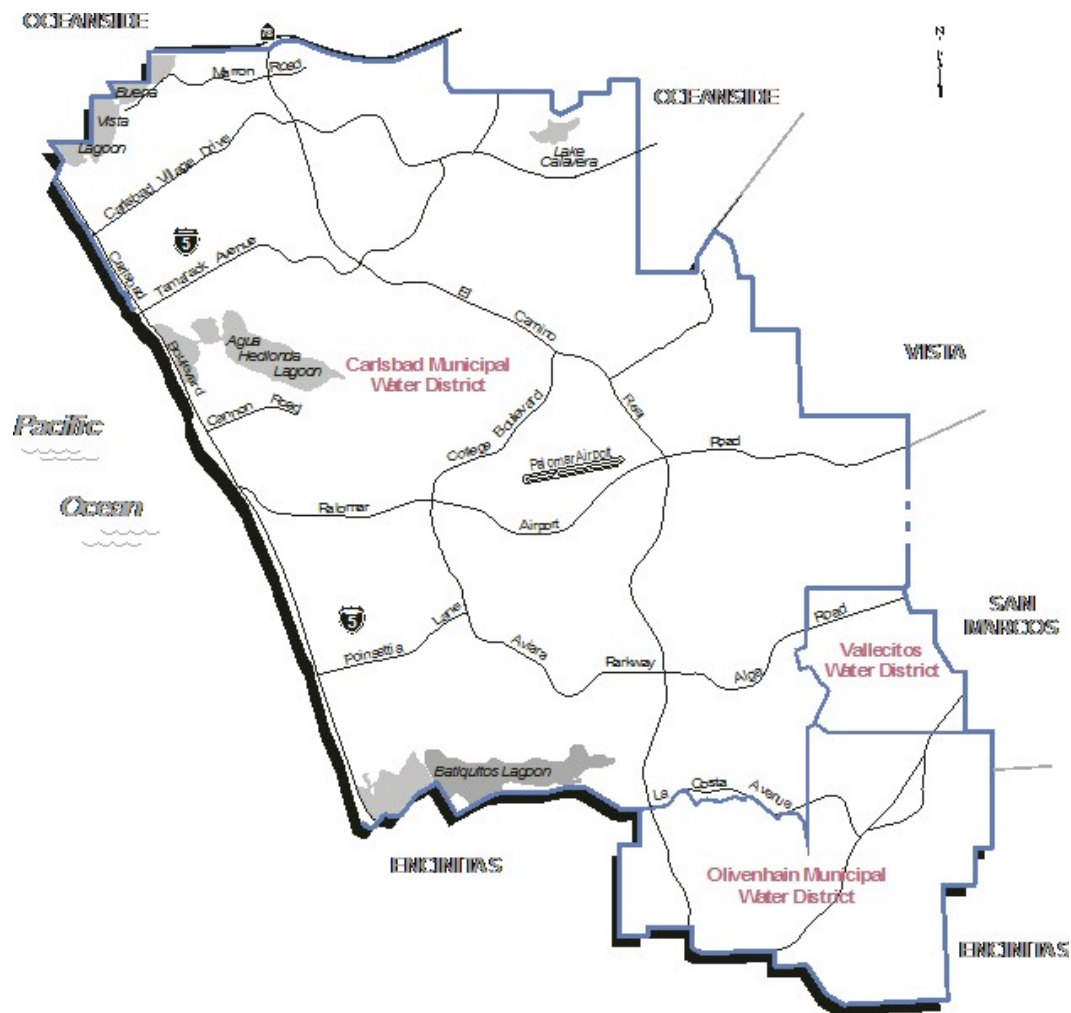 OCEANSIDE
78
N
Marron Road
Buena
Vista
Lagoon
OCEANSIDE
Lake
Calavera
Carlsbad Village Drive
5
Carlsbad
Boulevard
Tamarack Avenue
El
Camino
Real
Agua
Hedionda
Lagoon
Carlsbad Municipal
Water District
VISTA
Cannon Road
Pacific
Ocean
College Boulevard
Palomar Airport
Road
Palomar
Airport
5
Poinsettia Lane
Aviara
Parkway
Alga
Road
SAN
MARCOS
Vallecitos
Water District
Batiquitos Lagoon
La
Costa
Avenue
ENCINITAS
Olivenhain Municipal
Water District
ENCINITAS